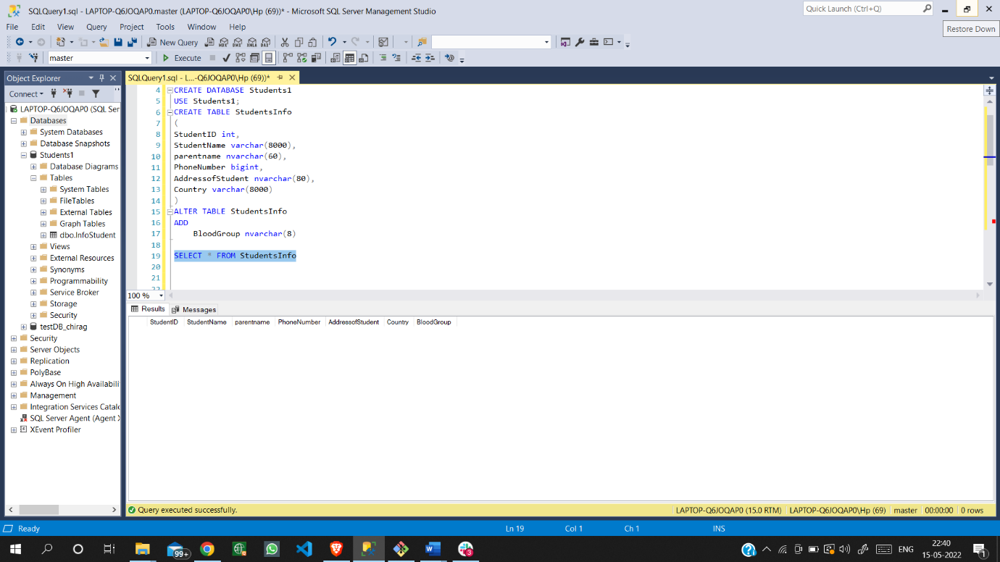 SQLQuery1.sql - LAPTOP-Q6JOQAP0.master (LAPTOP-Q6JOQAP0\Hp (69))* - Microsoft SQL Server Management Studio
Quick Launch (Ctrl+Q)
File Edit View Query Project Tools Window Help
Restore Down
New Query
master
Execute
Object Explorer
Connect
LAPTOP-Q6JOQAP0 (SQL Ser
Databases
System Databases
Database Snapshots
Students1
Database Diagrams
Tables
System Tables
FileTables
External Tables
Graph Tables
dbo.InfoStudent
Views
External Resources
Synonyms
Programmability
Service Broker
Storage
Security
testDB_chirag
Security
Server Objects
Replication
PolyBase
Always On High Availabili
Management
Integration Services Catalo
SQL Server Agent (Agent X
XEvent Profiler
SQLQuery1.sql - L...-Q6JOQAP0\Hp (69))*
4 CREATE DATABASE Students1
5 USE Students1;
6 CREATE TABLE StudentsInfo
7 (
8 StudentID int,
9 StudentName varchar(8000),
10 parentname nvarchar(60),
11 PhoneNumber bigint,
12 AddressofStudent nvarchar(80),
13 Country varchar(8000)
14 )
15 ALTER TABLE StudentsInfo
16 ADD
17 BloodGroup nvarchar(8)
18
19 SELECT * FROM StudentsInfo
20
21
22
100 %
Results Messages
StudentID StudentName parentname PhoneNumber AddressofStudent Country BloodGroup
Query executed successfully.
LAPTOP-Q6JOQAP0 (15.0 RTM) LAPTOP-Q6JOQAP0\Hp (69) master 00:00:00 0 rows
Ready Ln 19 Col 1 Ch 1 INS
99+
3
ENG
22:40
15-05-2022
1